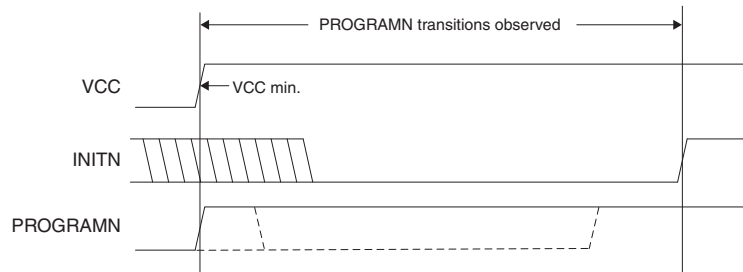 PROGRAMN transitions observed
VCC
VCC min.
INITN
PROGRAMN